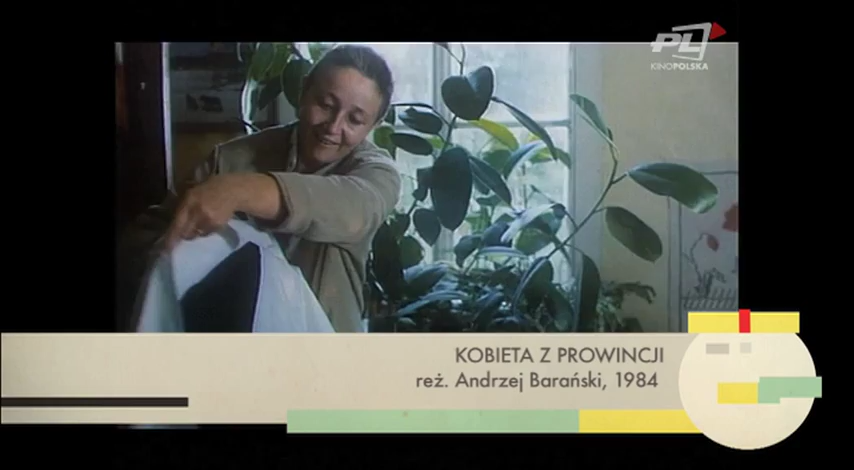 PL
KINOPOLSKA
KOBIETA Z PROWINCJI
reż. Andrzej Barański, 1984